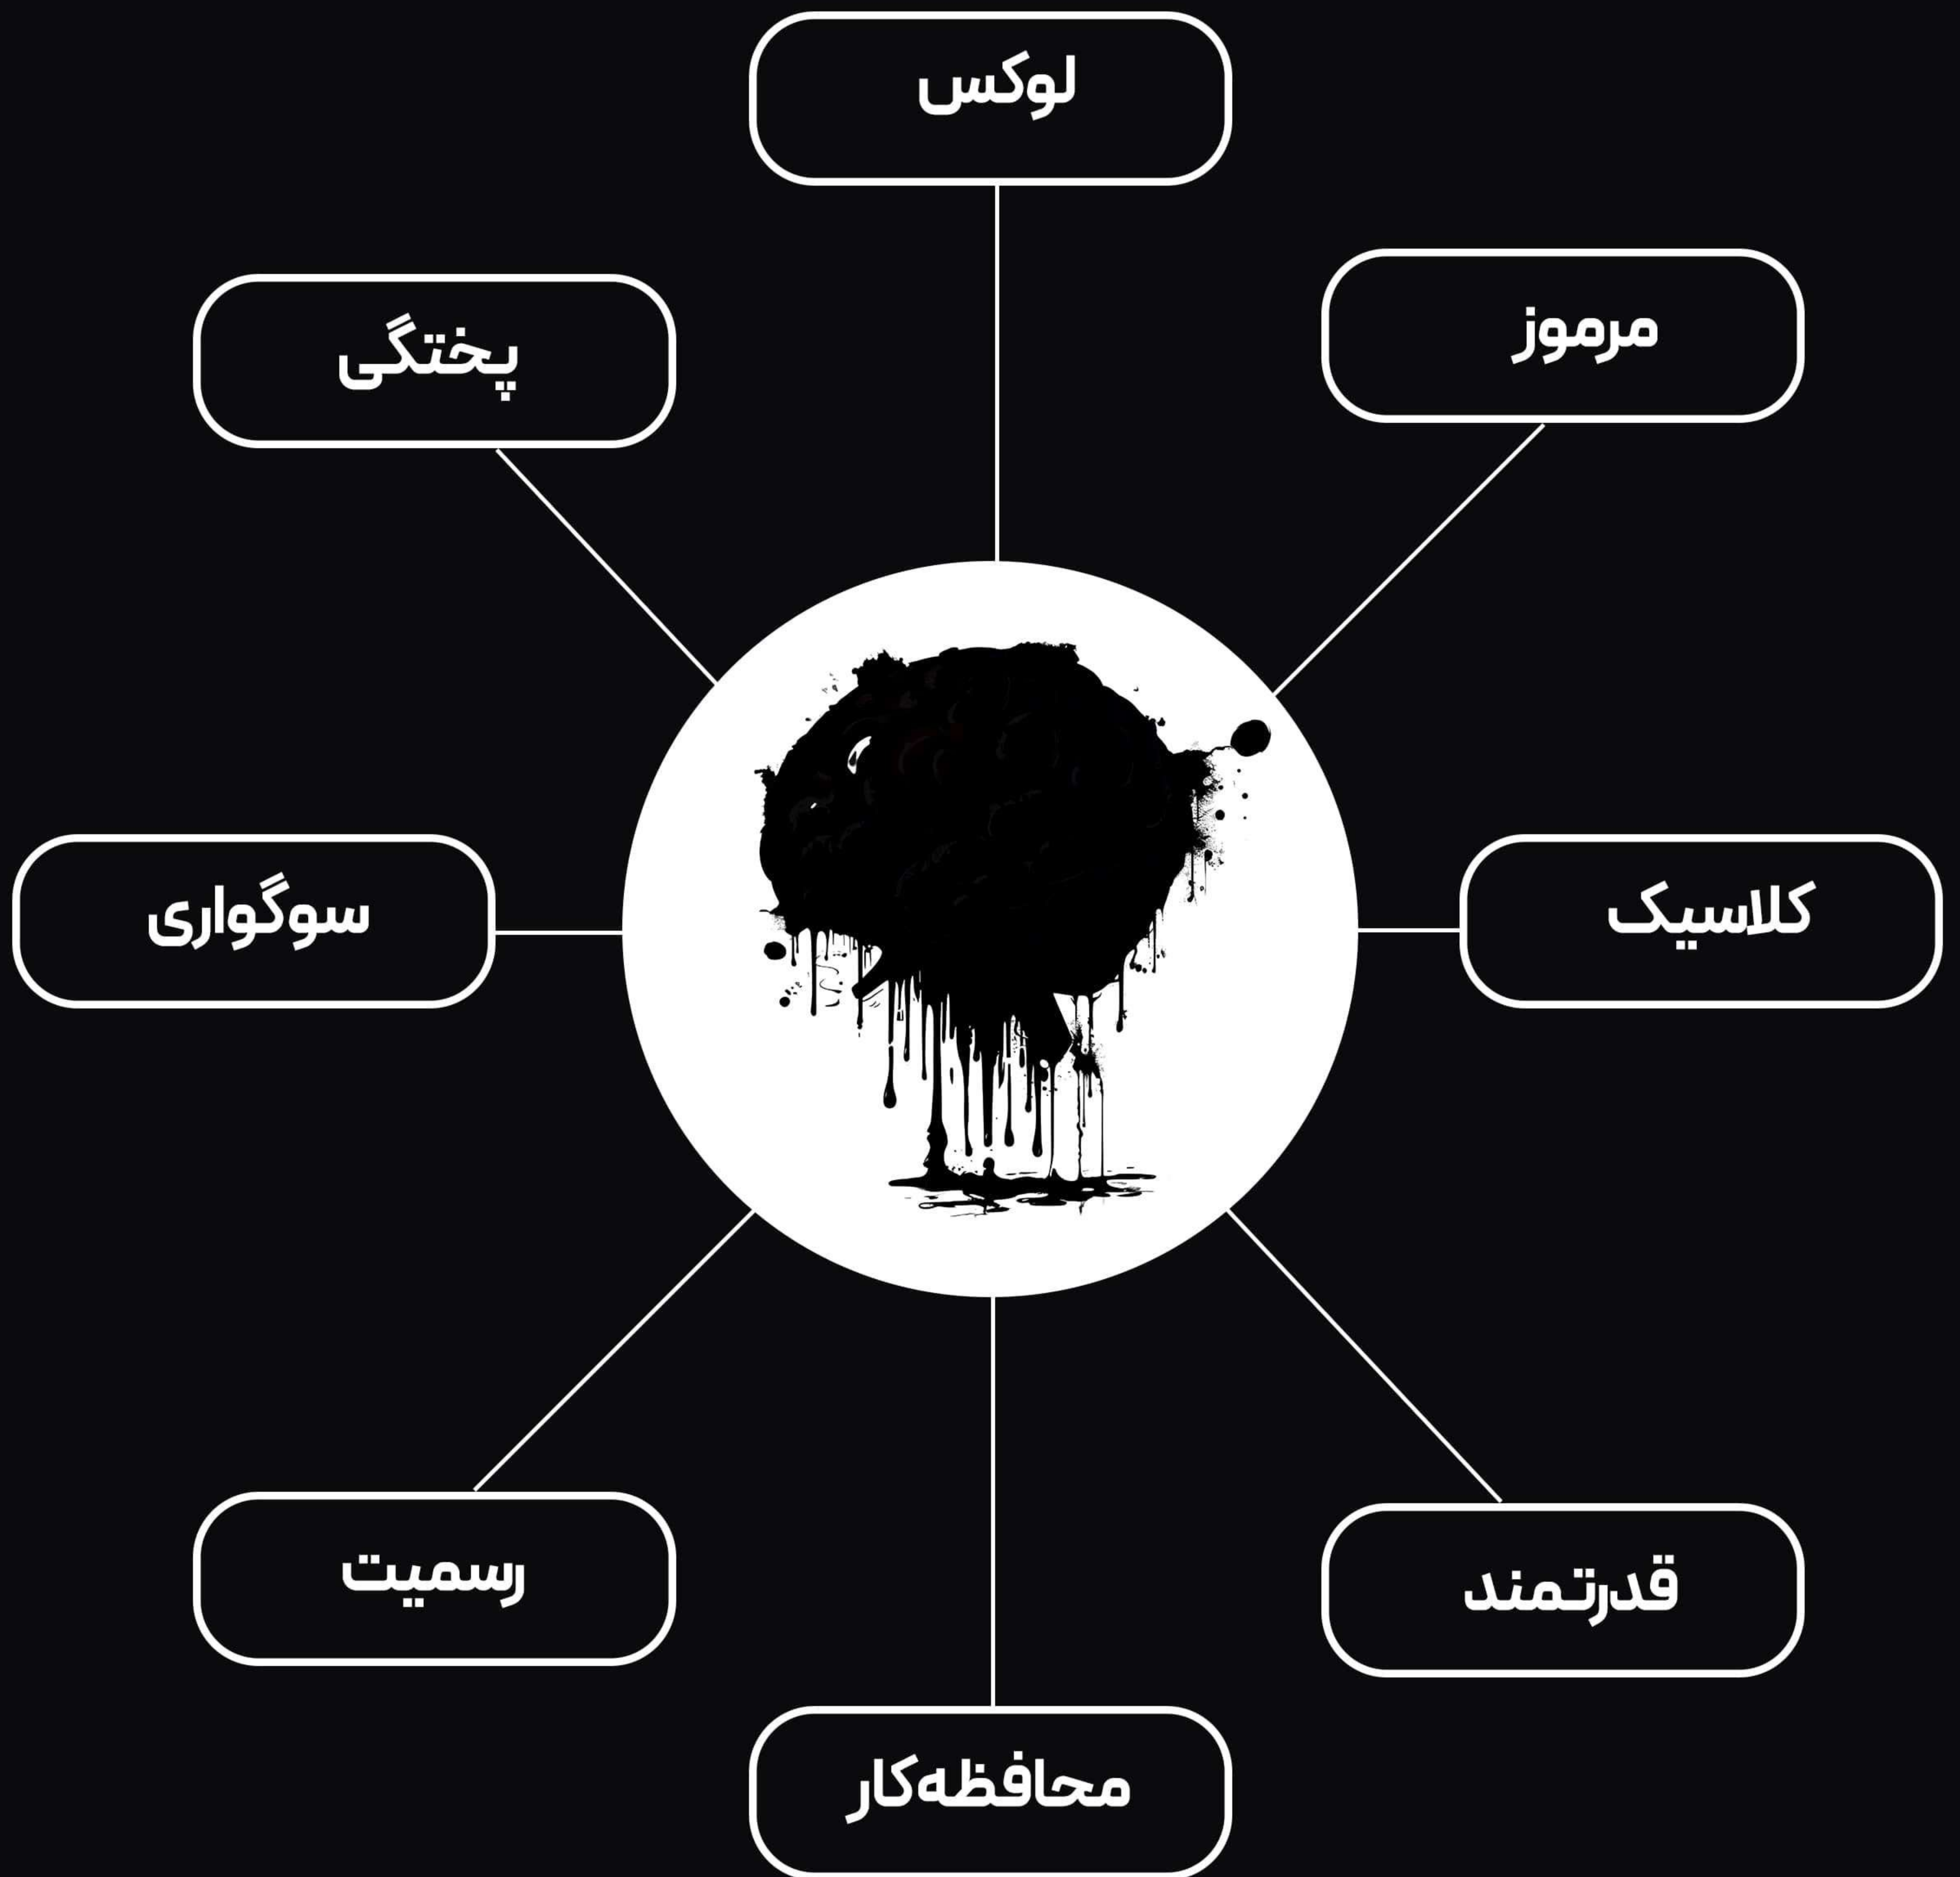 لوکس
مرموز
پختگی
کلاسیک
سوگواری
قدرتمند
رسمیت
محافظه‌کار